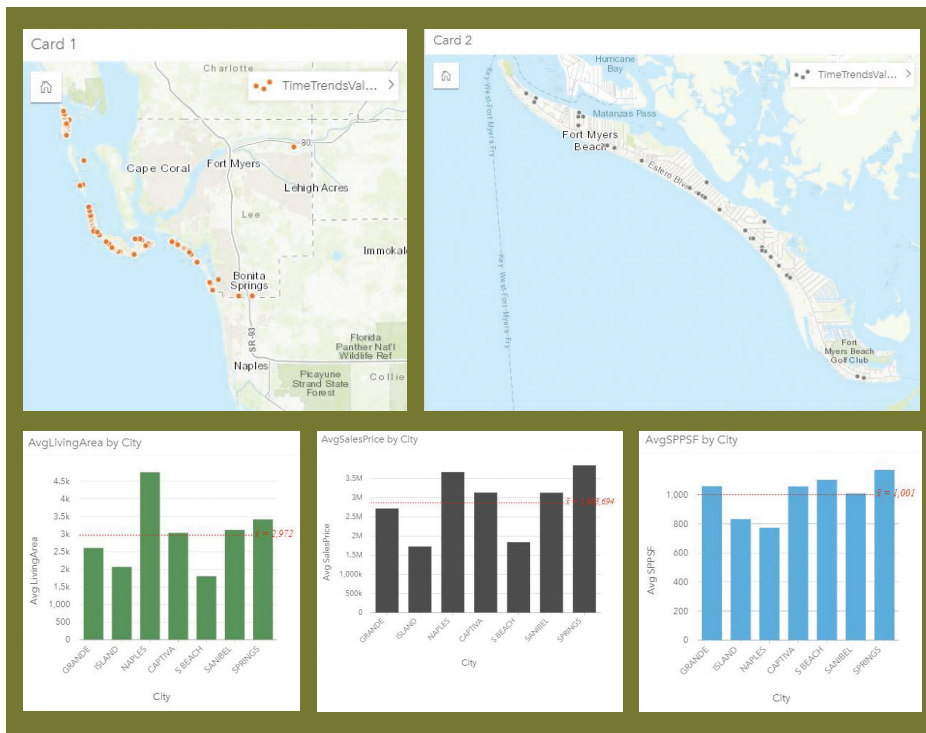 Card 1
TimeTrendsVal...
Charlotte
80
Cape Coral
Fort Myers
Lehigh Acres
Lee
Immokal
Bonita
Springs
SR-93
Florida
Panther Nat'l
Wildlife Ref
Naples
Picayune
Strand State
Forest
Collie
Card 2
TimeTrendsVal...
Hurricane
Bay
Key West-Fort-Myers-Fry
Matanzas Pass
Fort Myers
Beach
Estero Blvd
Key West-Fort-Myers-Fry
Fort
Myers Beach
Golf Club
AvgLivingArea by City
4.5k
4k
3.5k
3k
2.5k
2k
1.5k
1,000
500
0
Avg LivingArea
x̄ = 2,972
GRANDE
ISLAND
NAPLES
CAPTIVA
S BEACH
SANIBEL
SPRINGS
City
AvgSalesPrice by City
3.5M
3M
2.5M
2M
1.5M
1,000k
500k
0
Avg SalesPrice
GRANDE
ISLAND
NAPLES
CAPTIVA
S BEACH
SANIBEL
SPRINGS
City
AvgSPPSF by City
1,000
800
600
400
200
0
Avg SPPSF
x̄ = 1,001
GRANDE
ISLAND
NAPLES
CAPTIVA
S BEACH
SANIBEL
SPRINGS
City